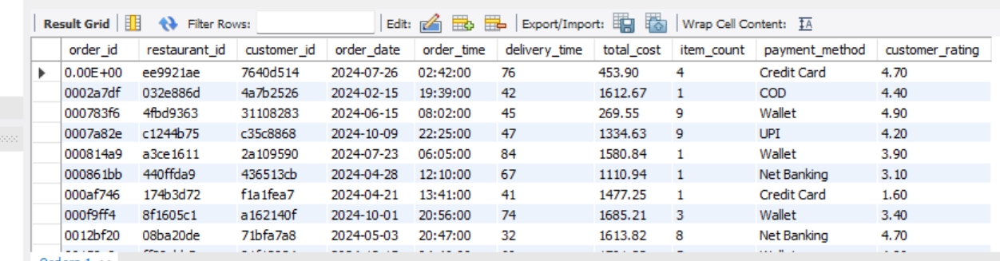 Result Grid Filter Rows: Edit: Export/Import: Wrap Cell Content: IA
order_id restaurant_id customer_id order_date order_time delivery_time total_cost item_count payment_method customer_rating
0.00E+00 ee9921ae 7640d514 2024-07-26 02:42:00 76 453.90 4 Credit Card 4.70
0002a7df 032e886d 4a7b2526 2024-02-15 19:39:00 42 1612.67 1 COD 4.40
000783f6 4fbd9363 31108283 2024-06-15 08:02:00 45 269.55 9 Wallet 4.90
0007a82e c1244b75 c35c8868 2024-10-09 22:25:00 47 1334.63 9 UPI 4.20
000814a9 a3ce1611 2a109590 2024-07-23 06:05:00 84 1580.84 1 Wallet 3.90
000861bb 440ffda9 436513cb 2024-04-28 12:10:00 67 1110.94 1 Net Banking 3.10
000af746 174b3d72 f1a1fea7 2024-04-21 13:41:00 41 1477.25 1 Credit Card 1.60
000f9ff4 8f1605c1 a162140f 2024-10-01 20:56:00 74 1685.21 3 Wallet 3.40
0012bf20 08ba20de 71bfa7a8 2024-05-03 20:47:00 32 1613.82 8 Net Banking 4.70